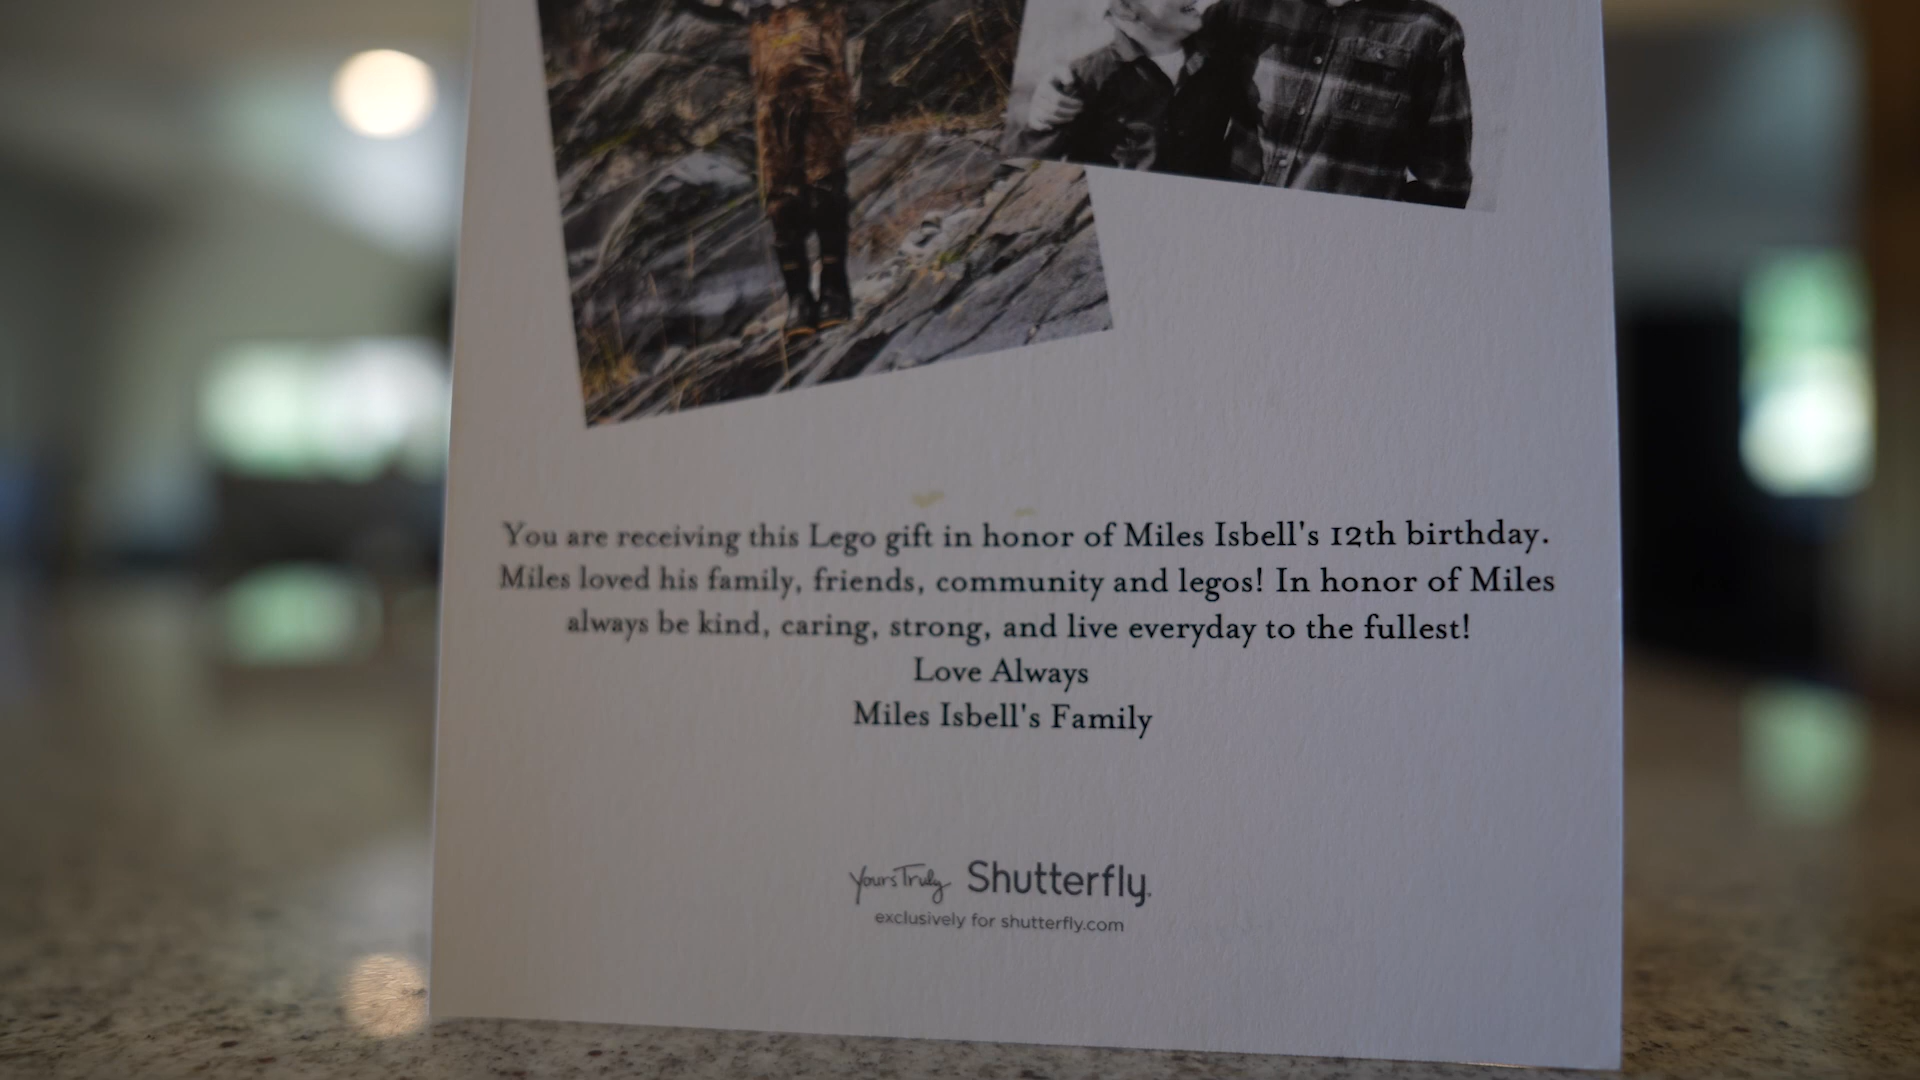 You are receiving this Lego gift in honor of Miles Isbell's 12th birthday.
Miles loved his family, friends, community and legos! In honor of Miles
always be kind, caring, strong, and live everyday to the fullest!
Love Always
Miles Isbell's Family
Yours Truly Shutterfly.
exclusively for shutterfly.com